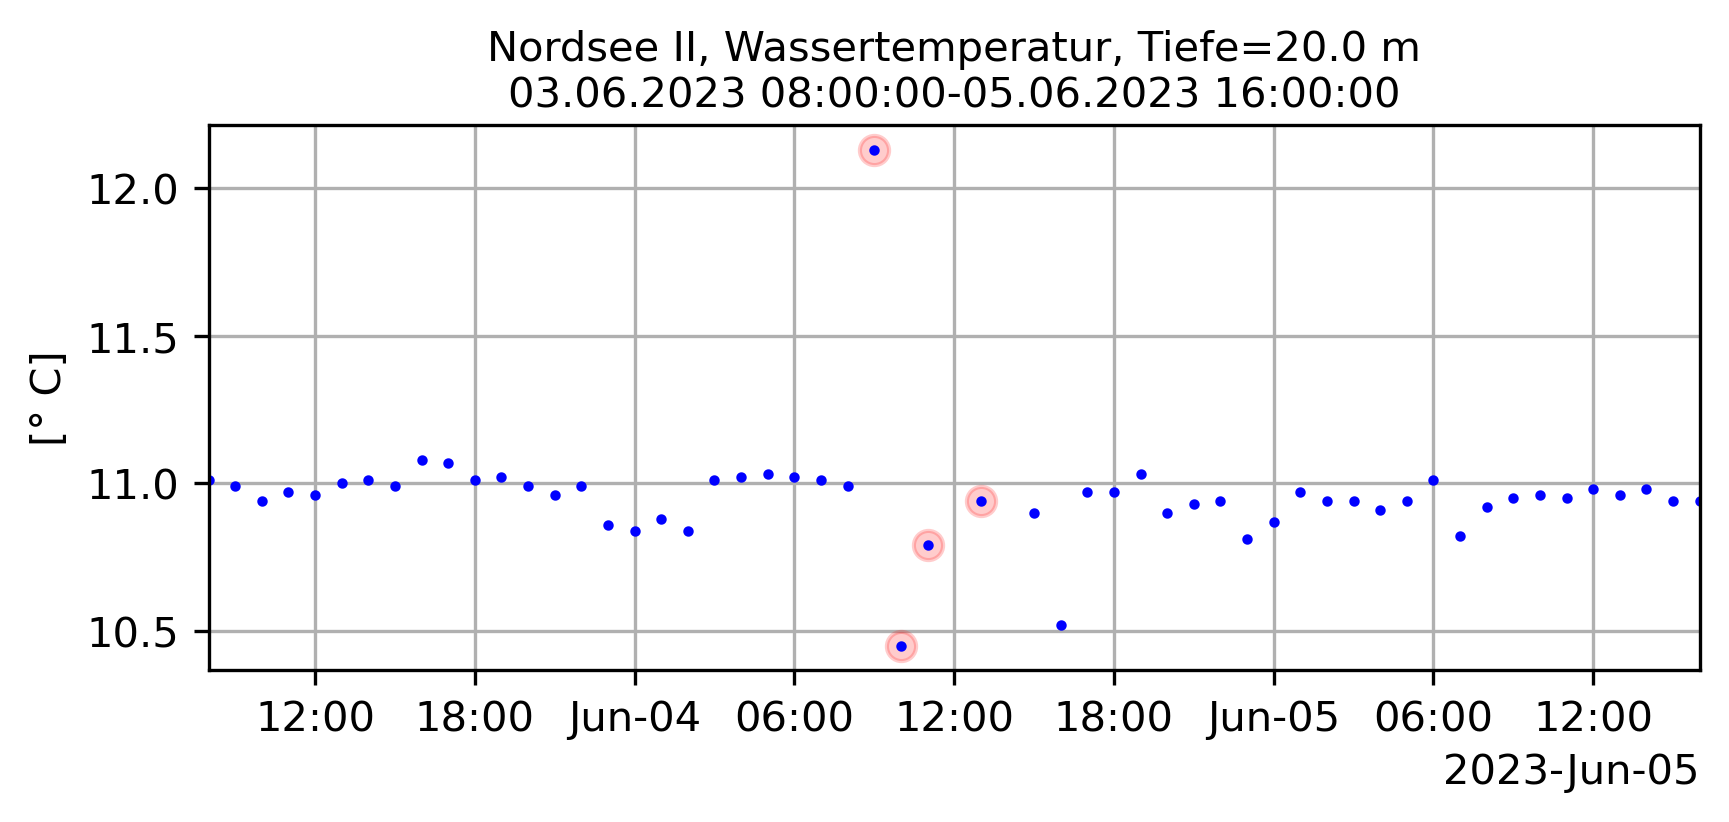 Nordsee II, Wassertemperatur, Tiefe=20.0 m
03.06.2023 08:00:00-05.06.2023 16:00:00
12.0
11.5
11.0
10.5
[° C]
12:00 18:00 Jun-04 06:00 12:00 18:00 Jun-05 06:00 12:00
2023-Jun-05